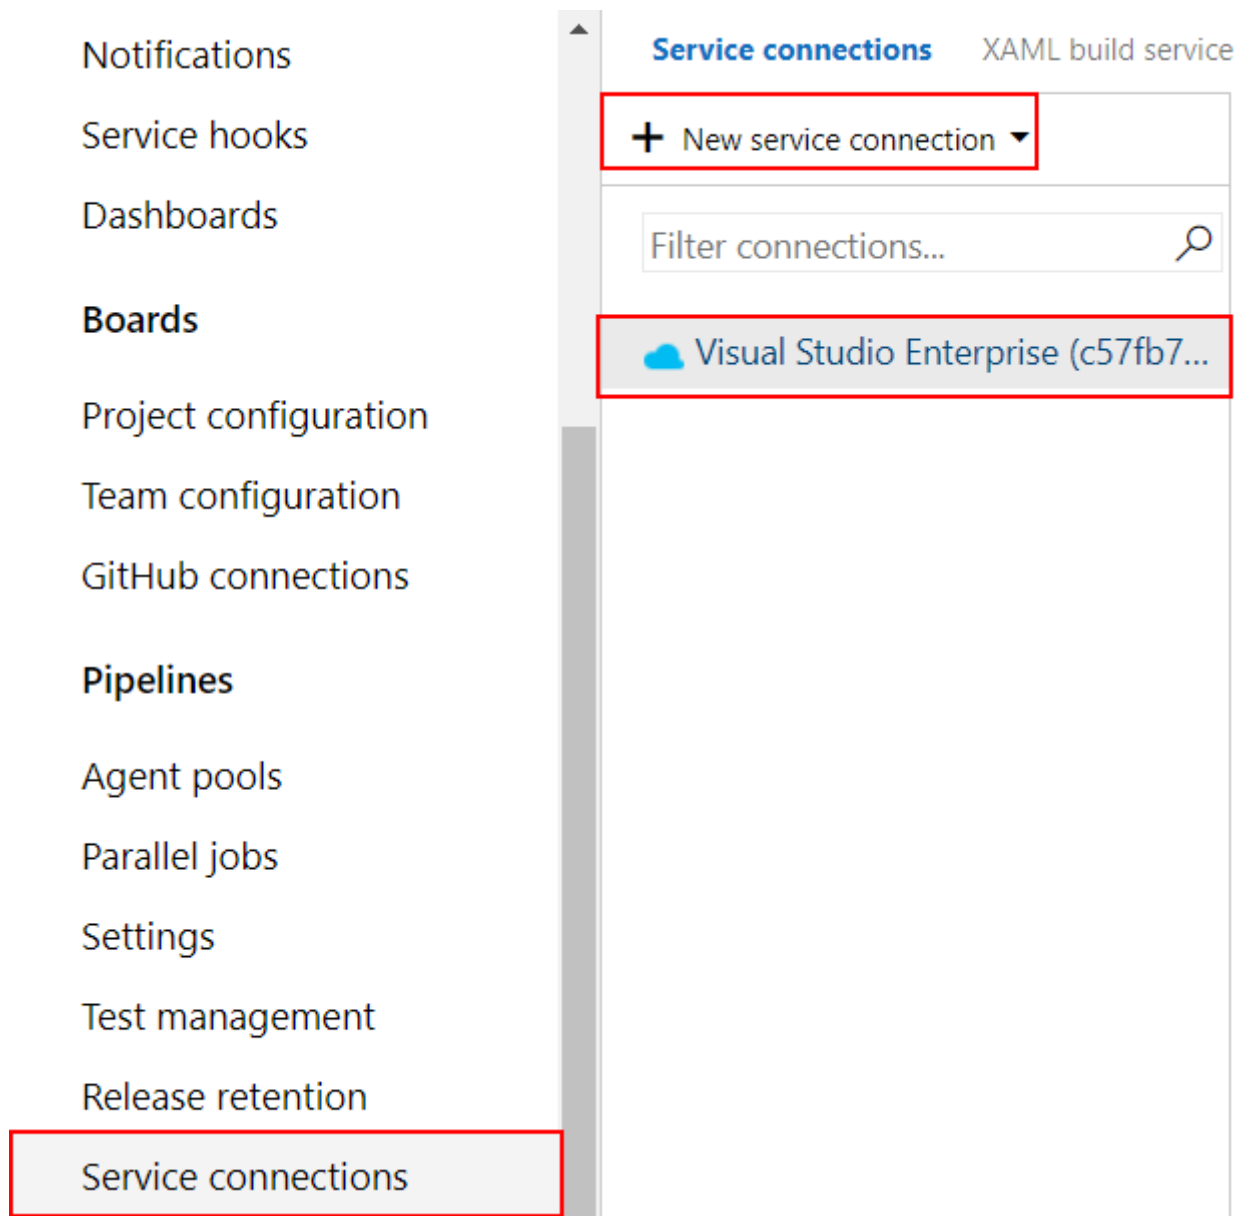 Notifications
Service hooks
Dashboards
Boards
Project configuration
Team configuration
GitHub connections
Pipelines
Agent pools
Parallel jobs
Settings
Test management
Release retention
Service connections
Service connections XAML build service
+ New service connection
Filter connections...
Visual Studio Enterprise (c57fb7...